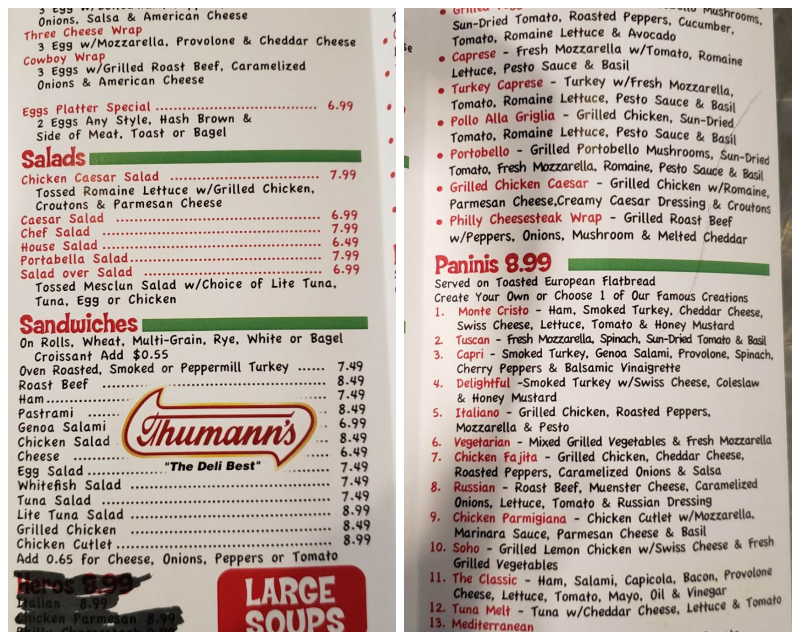 Onions, Salsa & American Cheese
Three Cheese Wrap
3 Egg w/Mozzarella, Provolone & Cheddar Cheese
Cowboy Wrap
3 Eggs w/Grilled Roast Beef, Caramelized
Onions & American Cheese
Eggs Platter Special 6.99
2 Eggs Any Style, Hash Brown &
Side of Meat, Toast or Bagel
Salads
Chicken Caesar Salad 7.99
Tossed Romaine Lettuce w/Grilled Chicken,
Croutons & Parmesan Cheese
Caesar Salad 6.99
Chef Salad 7.99
House Salad 6.49
Portabella Salad 7.99
Salad over Salad 6.99
Tossed Mesclun Salad w/Choice of Lite Tuna,
Tuna, Egg or Chicken
Sandwiches
On Rolls, Wheat, Multi-Grain, Rye, White or Bagel
Croissant Add $0.55
Oven Roasted, Smoked or Peppermill Turkey 7.49
Roast Beef 8.49
Ham 7.49
Pastrami 8.49
Genoa Salami 6.99
Chicken Salad 8.49
Cheese 6.49
Egg Salad 7.49
Whitefish Salad 7.49
Tuna Salad 7.49
Lite Tuna Salad 8.99
Grilled Chicken 8.49
Chicken Cutlet 8.99
Add 0.65 for Cheese, Onions, Peppers or Tomato
Thumann's
"The Deli Best"
Heros 8.99
Italian 8.99
Chicken Parmesan 8.99
LARGE
SOUPS
Mushrooms,
Sun-Dried Tomato, Roasted Peppers, Cucumber,
Tomato, Romaine Lettuce & Avocado
• Caprese - Fresh Mozzarella w/Tomato, Romaine
Lettuce, Pesto Sauce & Basil
• Turkey Caprese - Turkey w/Fresh Mozzarella,
Tomato, Romaine Lettuce, Pesto Sauce & Basil
• Pollo Alla Griglia - Grilled Chicken, Sun-Dried
Tomato, Romaine Lettuce, Pesto Sauce & Basil
• Portobello - Grilled Portobello Mushrooms, Sun-Dried
Tomato, Fresh Mozzarella, Romaine, Pesto Sauce & Basil
• Grilled Chicken Caesar - Grilled Chicken w/Romaine,
Parmesan Cheese,Creamy Caesar Dressing & Croutons
• Philly Cheesesteak Wrap - Grilled Roast Beef
w/Peppers, Onions, Mushroom & Melted Cheddar
Paninis 8.99
Served on Toasted European Flatbread
Create Your Own or Choose 1 of Our Famous Creations
1. Monte Cristo - Ham, Smoked Turkey, Cheddar Cheese,
Swiss Cheese, Lettuce, Tomato & Honey Mustard
2. Tuscan - Fresh Mozzarella, Spinach, Sun-Dried Tomato & Basil
3. Capri - Smoked Turkey, Genoa Salami, Provolone, Spinach,
Cherry Peppers & Balsamic Vinaigrette
4. Delightful -Smoked Turkey w/Swiss Cheese, Coleslaw
& Honey Mustard
5. Italiano - Grilled Chicken, Roasted Peppers,
Mozzarella & Pesto
6. Vegetarian - Mixed Grilled Vegetables & Fresh Mozzarella
7. Chicken Fajita - Grilled Chicken, Cheddar Cheese,
Roasted Peppers, Caramelized Onions & Salsa
8. Russian - Roast Beef, Muenster Cheese, Caramelized
Onions, Lettuce, Tomato & Russian Dressing
9. Chicken Parmigiana - Chicken Cutlet w/Mozzarella,
Marinara Sauce, Parmesan Cheese & Basil
10. Soho - Grilled Lemon Chicken w/Swiss Cheese & Fresh
Grilled Vegetables
11. The Classic - Ham, Salami, Capicola, Bacon, Provolone
Cheese, Lettuce, Tomato, Mayo, Oil & Vinegar
12. Tuna Melt - Tuna w/Cheddar Cheese, Lettuce & Tomato
13. Mediterranean